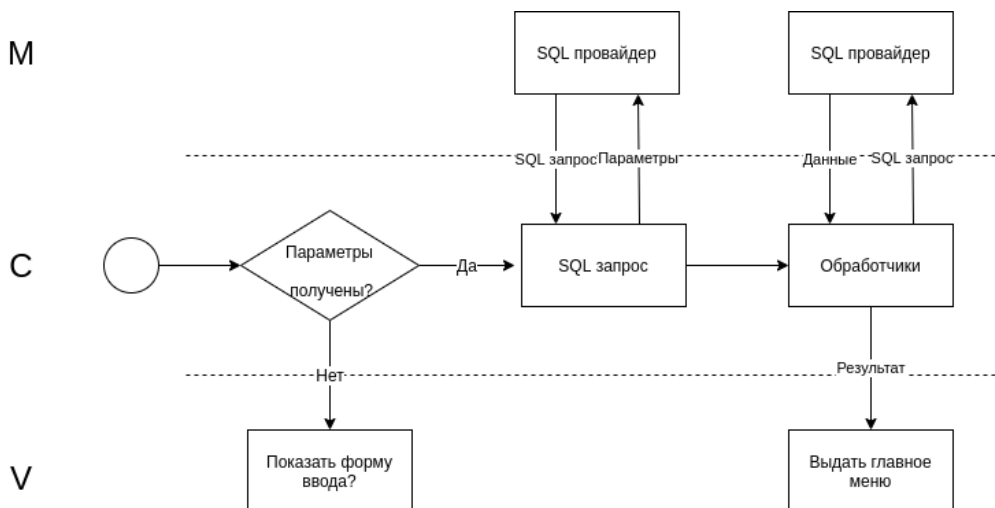 M
SQL провайдер
SQL провайдер
SQL запрос
Параметры
Данные
SQL запрос
C
Параметры
получены?
Да
SQL запрос
Обработчики
Нет
Результат
V
Показать форму
ввода?
Выдать главное
меню